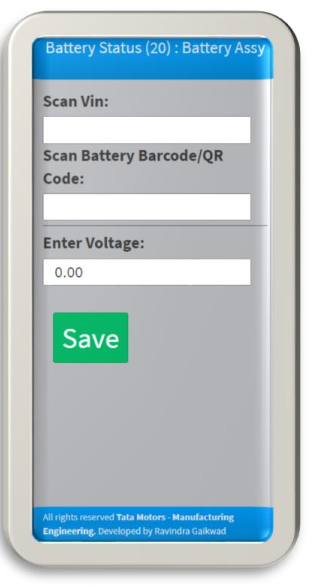 Battery Status (20) : Battery Assy
Scan Vin:
Scan Battery Barcode/QR
Code:
Enter Voltage:
0.00
Save
All rights reserved Tata Motors - Manufacturing
Engineering. Developed by Ravindra Gaikwad